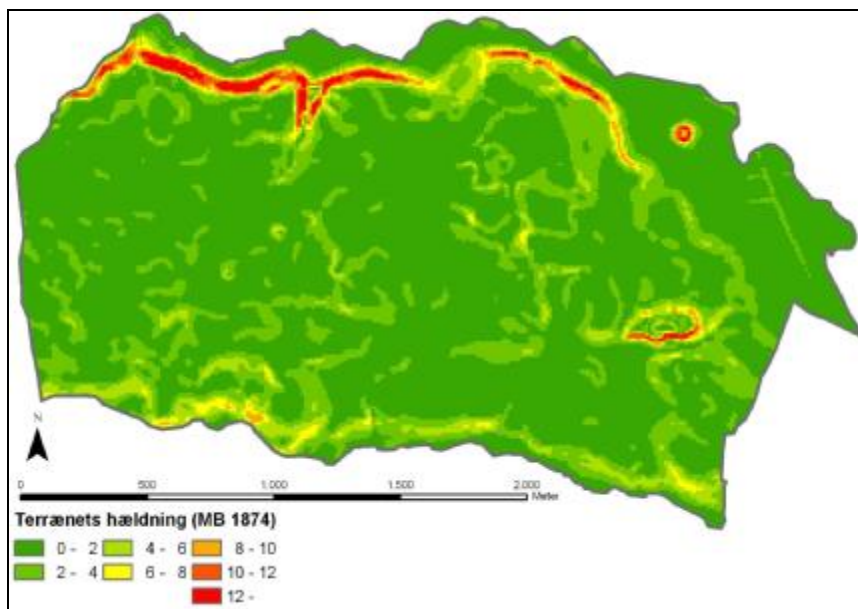 N
0 500 1.000 1.500 2.000
Meter
Terrænets hældning (MB 1874)
0 - 2 4 - 6 8 - 10
2 - 4 6 - 8 10 - 12
12 -